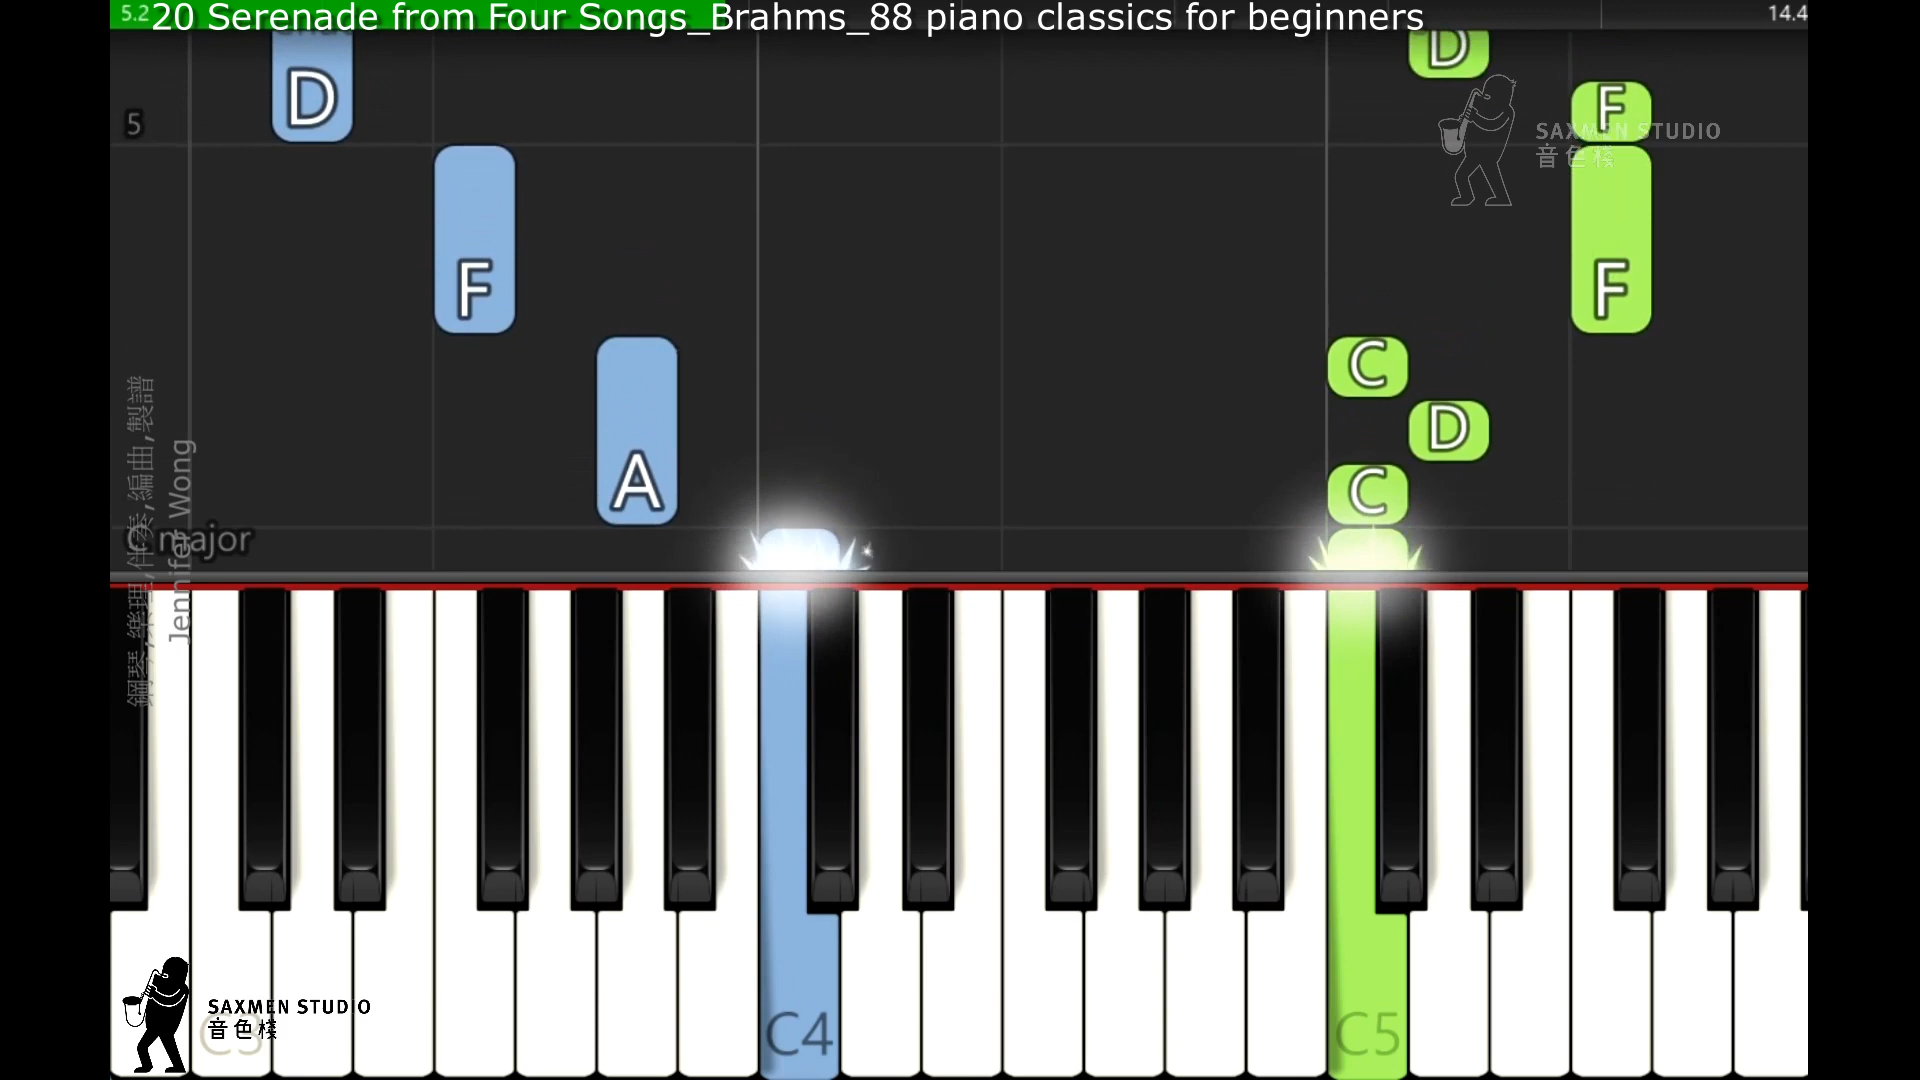 5.2
20 Serenade from Four Songs_Brahms_88 piano classics for beginners
14.4
D
D
5
F
SAXMEN STUDIO
音色棧
F
F
C
D
A
C
C major
鋼琴,樂理,伴奏,編曲,製譜
Jennifer Wong
SAXMEN STUDIO
音色棧
C3
C4
C5